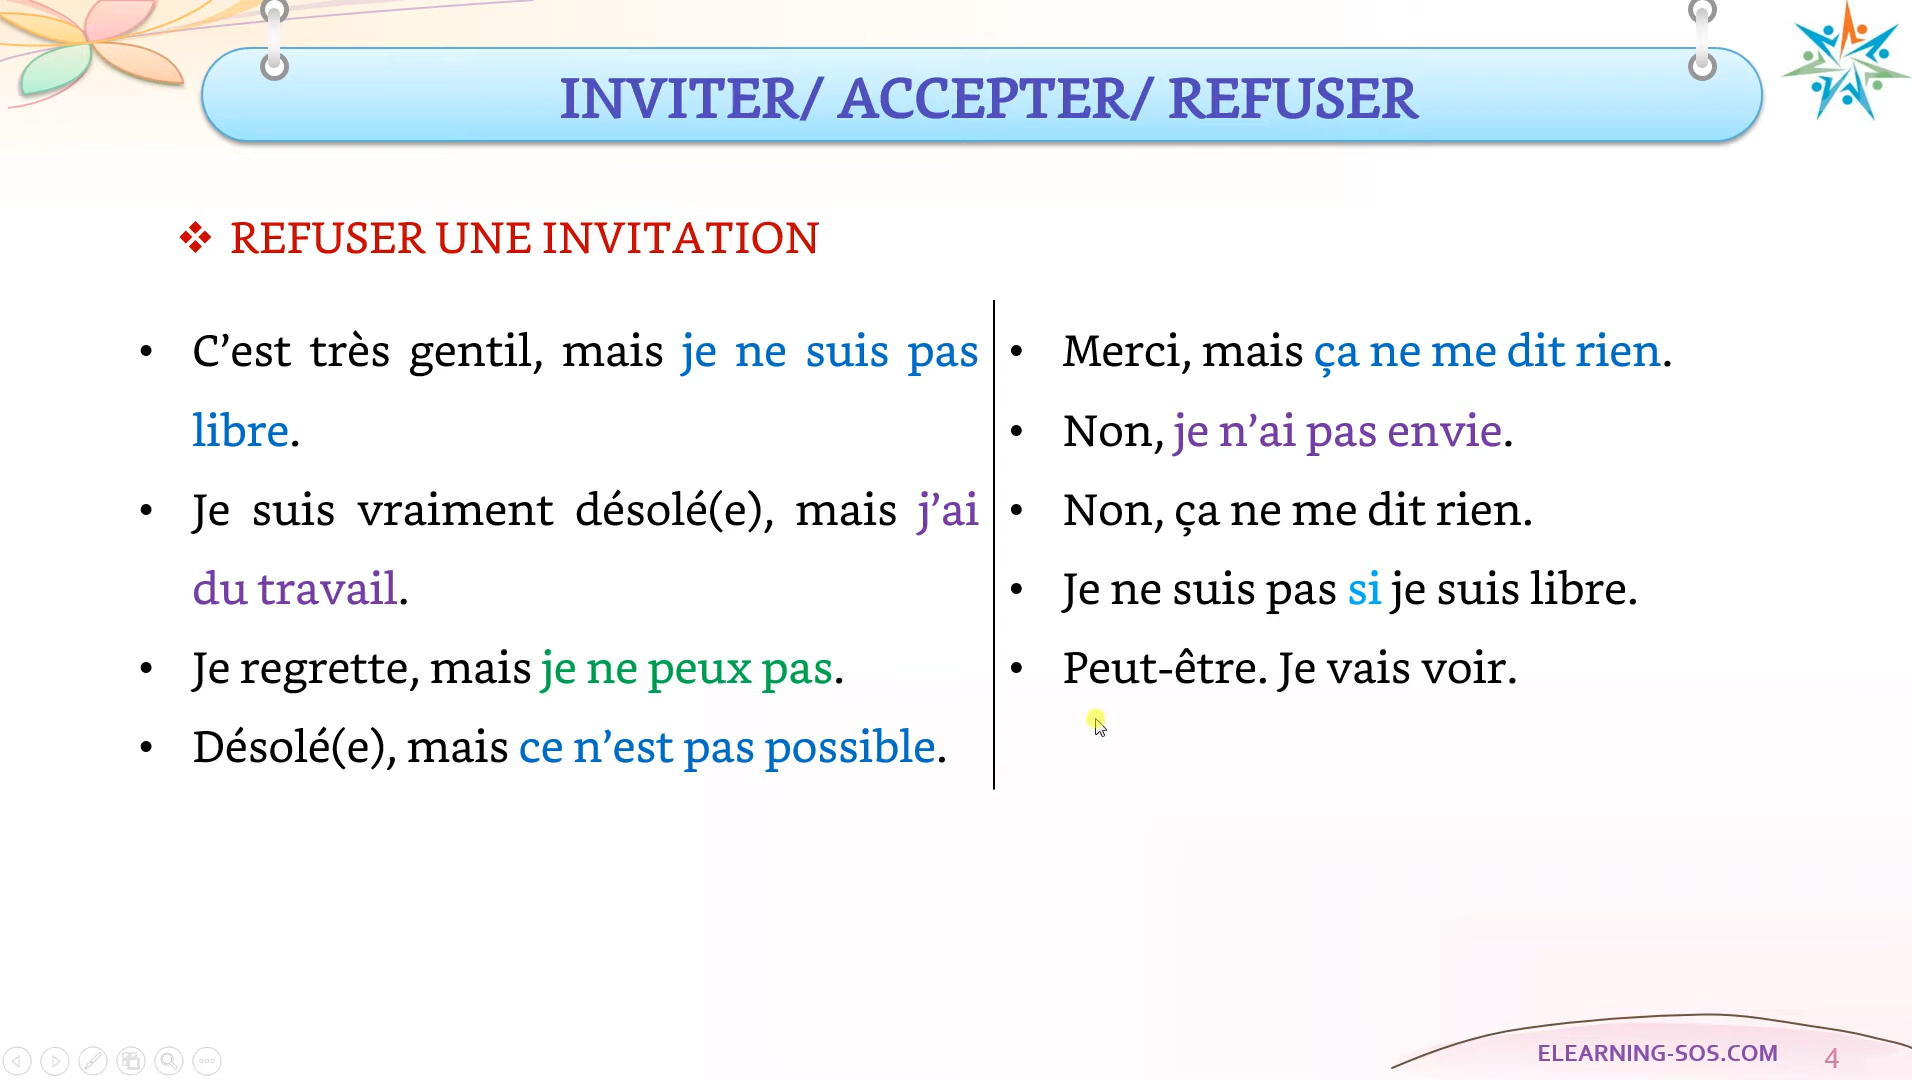 INVITER/ ACCEPTER/ REFUSER
❖ REFUSER UNE INVITATION
• C’est très gentil, mais je ne suis pas
libre.
• Je suis vraiment désolé(e), mais j’ai
du travail.
• Je regrette, mais je ne peux pas.
• Désolé(e), mais ce n’est pas possible.
• Merci, mais ça ne me dit rien.
• Non, je n’ai pas envie.
• Non, ça ne me dit rien.
• Je ne suis pas si je suis libre.
• Peut-être. Je vais voir.
ELEARNING-SOS.COM
4